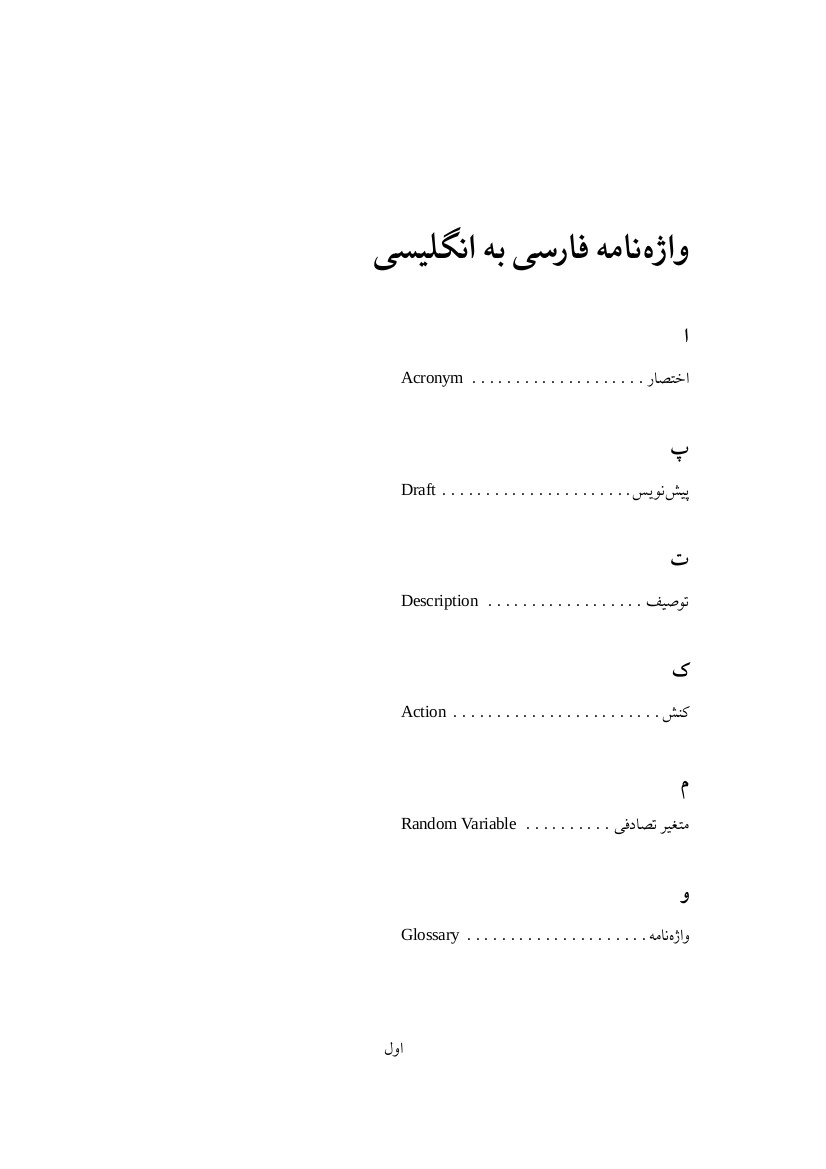 واژه‌نامه فارسی به انگلیسی
ا
اختصار . . . . . . . . . . . . . . . . . . . . Acronym
پ
پیش‌نویس . . . . . . . . . . . . . . . . . . . . . . Draft
ت
توصیف . . . . . . . . . . . . . . . . . . Description
ک
کنش . . . . . . . . . . . . . . . . . . . . . . . . Action
م
متغیر تصادفی . . . . . . . . . . Random Variable
و
واژه‌نامه . . . . . . . . . . . . . . . . . . . . . Glossary
اول